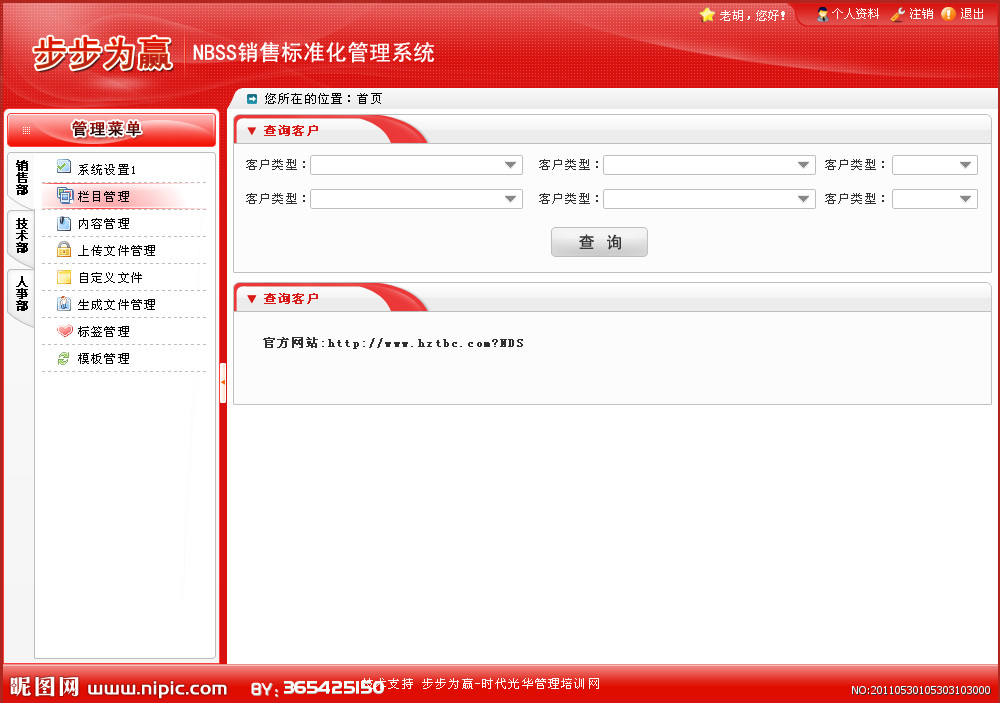 老胡，您好！
个人资料 注销 退出
步步为赢
NBSS销售标准化管理系统
您所在的位置：首页
管理菜单
销售部
技术部
人事部
系统设置1
栏目管理
内容管理
上传文件管理
自定义文件
生成文件管理
标签管理
模板管理
查询客户
客户类型： 客户类型： 客户类型：
客户类型： 客户类型： 客户类型：
查 询
查询客户
官方网站:http://www.hztbc.com?NDS
昵图网 www.nipic.com BY:365425150
技术支持 步步为赢-时代光华管理培训网
NO:20110530105303103000